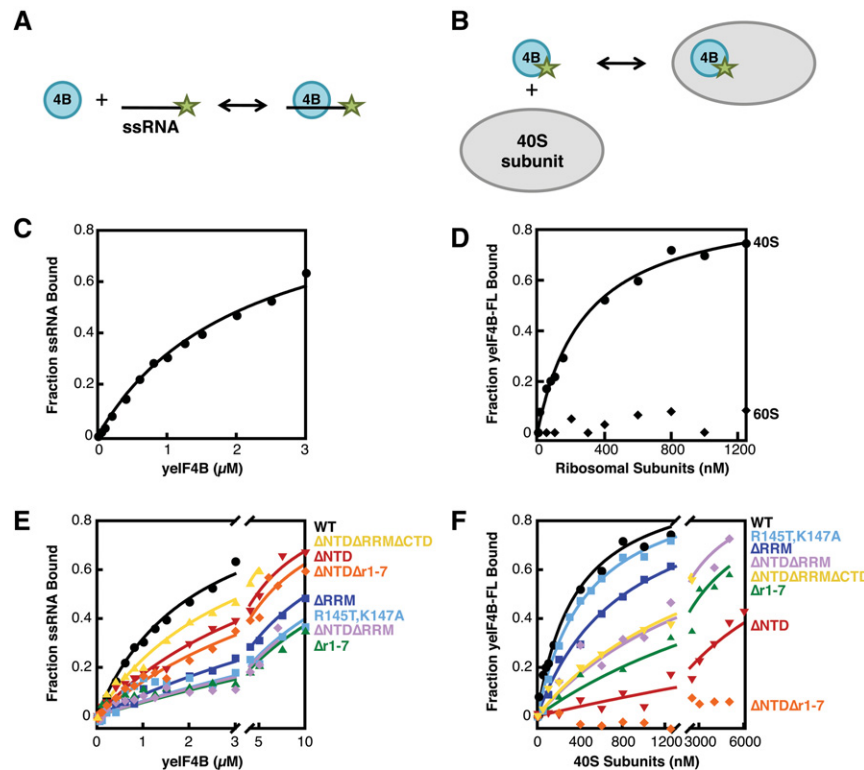 A
4B + ssRNA 4B
B
4B 4B
+
40S
subunit
C
Fraction ssRNA Bound
0.8
0.6
0.4
0.2
0
0 1 2 3
yeIF4B (μM)
D
Fraction yeIF4B-FL Bound
0.8
0.6
0.4
0.2
0
40S
60S
0 400 800 1200
Ribosomal Subunits (nM)
E
Fraction ssRNA Bound
0.8
0.6
0.4
0.2
0
WT
ΔNTDΔRRMΔCTD
ΔNTD
ΔNTDΔr1-7
ΔRRM
R145T,K147A
ΔNTDΔRRM
Δr1-7
0 1 2 3 5 10
yeIF4B (μM)
F
Fraction yeIF4B-FL Bound
0.8
0.6
0.4
0.2
0
WT
R145T,K147A
ΔRRM
ΔNTDΔRRM
ΔNTDΔRRMΔCTD
Δr1-7
ΔNTD
ΔNTDΔr1-7
0 400 800 1200 3000 6000
40S Subunits (nM)